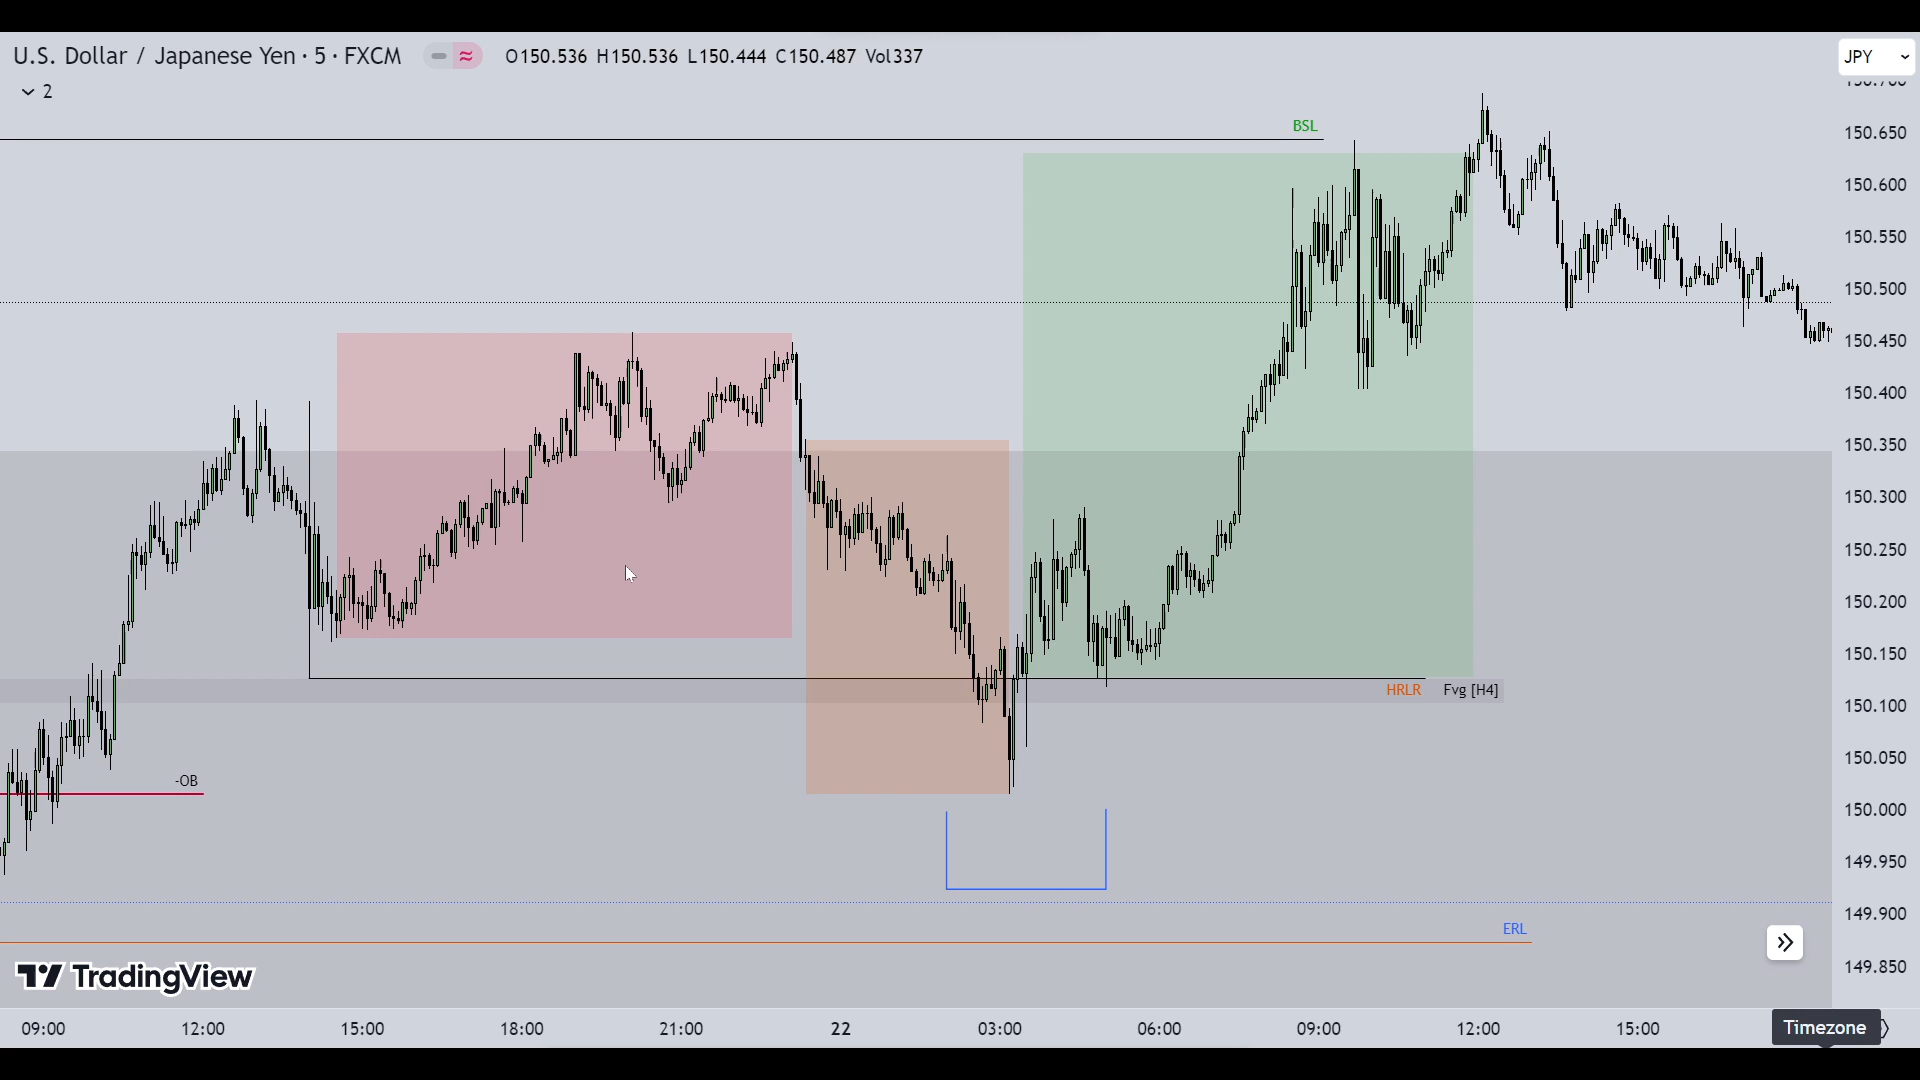 U.S. Dollar / Japanese Yen · 5 · FXCM O150.536 H150.536 L150.444 C150.487 Vol337
JPY
2
BSL
150.650
150.600
150.550
150.500
150.450
150.400
150.350
150.300
150.250
150.200
150.150
HRLR Fvg [H4]
150.100
150.050
-OB
150.000
149.950
149.900
ERL
149.850
TradingView
09:00 12:00 15:00 18:00 21:00 22 03:00 06:00 09:00 12:00 15:00
Timezone